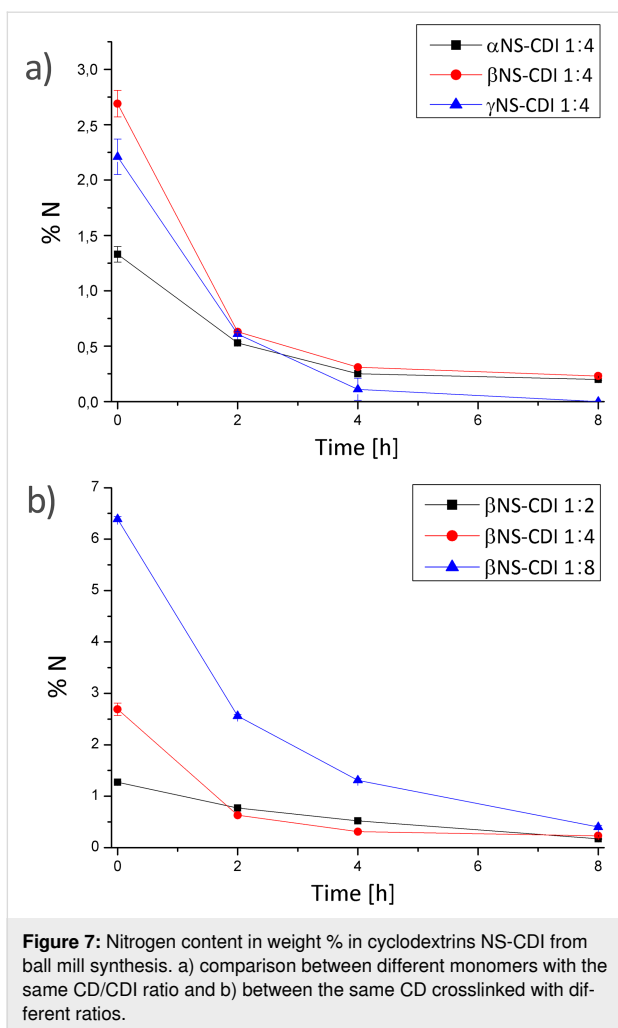 a)
αNS-CDI 1:4
βNS-CDI 1:4
γNS-CDI 1:4
3,0
2,5
2,0
1,5
1,0
0,5
0,0
% N
0 2 4 6 8
Time [h]
b)
βNS-CDI 1:2
βNS-CDI 1:4
βNS-CDI 1:8
7
6
5
4
3
2
1
0
% N
0 2 4 6 8
Time [h]
Figure 7: Nitrogen content in weight % in cyclodextrins NS-CDI from
ball mill synthesis. a) comparison between different monomers with the
same CD/CDI ratio and b) between the same CD crosslinked with dif-
ferent ratios.